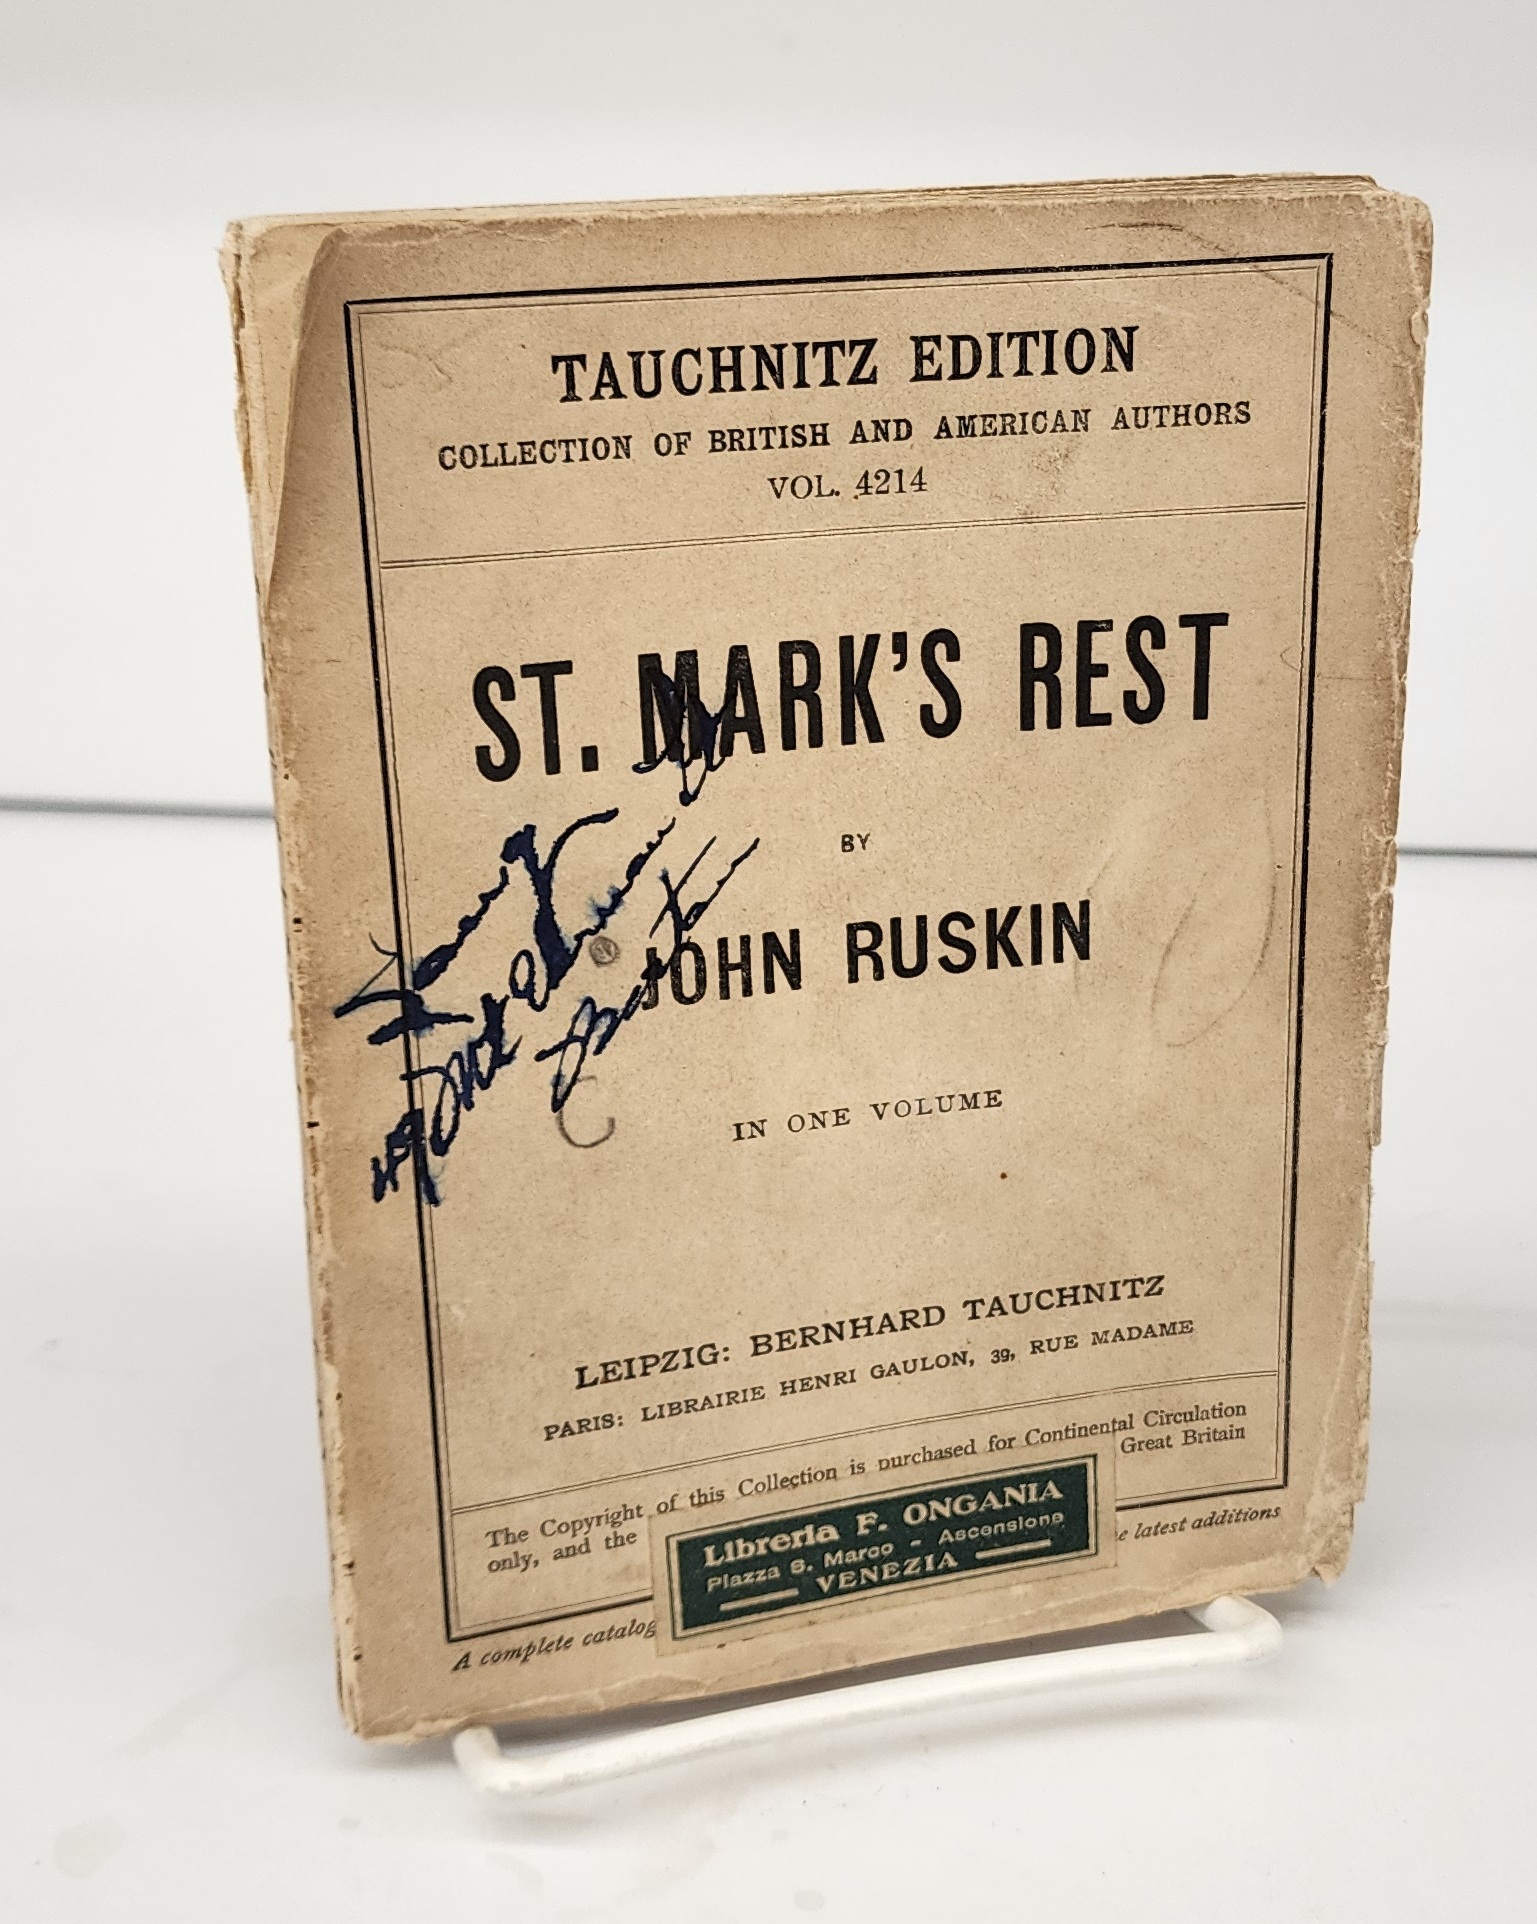 TAUCHNITZ EDITION
COLLECTION OF BRITISH AND AMERICAN AUTHORS
VOL. 4214
ST. MARK'S REST
BY
JOHN RUSKIN
IN ONE VOLUME
LEIPZIG: BERNHARD TAUCHNITZ
PARIS: LIBRAIRIE HENRI GAULON, 39, RUE MADAME
The Copyright of this Collection is purchased for Continental Circulation
only, and the Great Britain
Libreria F. ONGANIA
Piazza S. Marco - Ascensione
VENEZIA
A complete catalog e latest additions